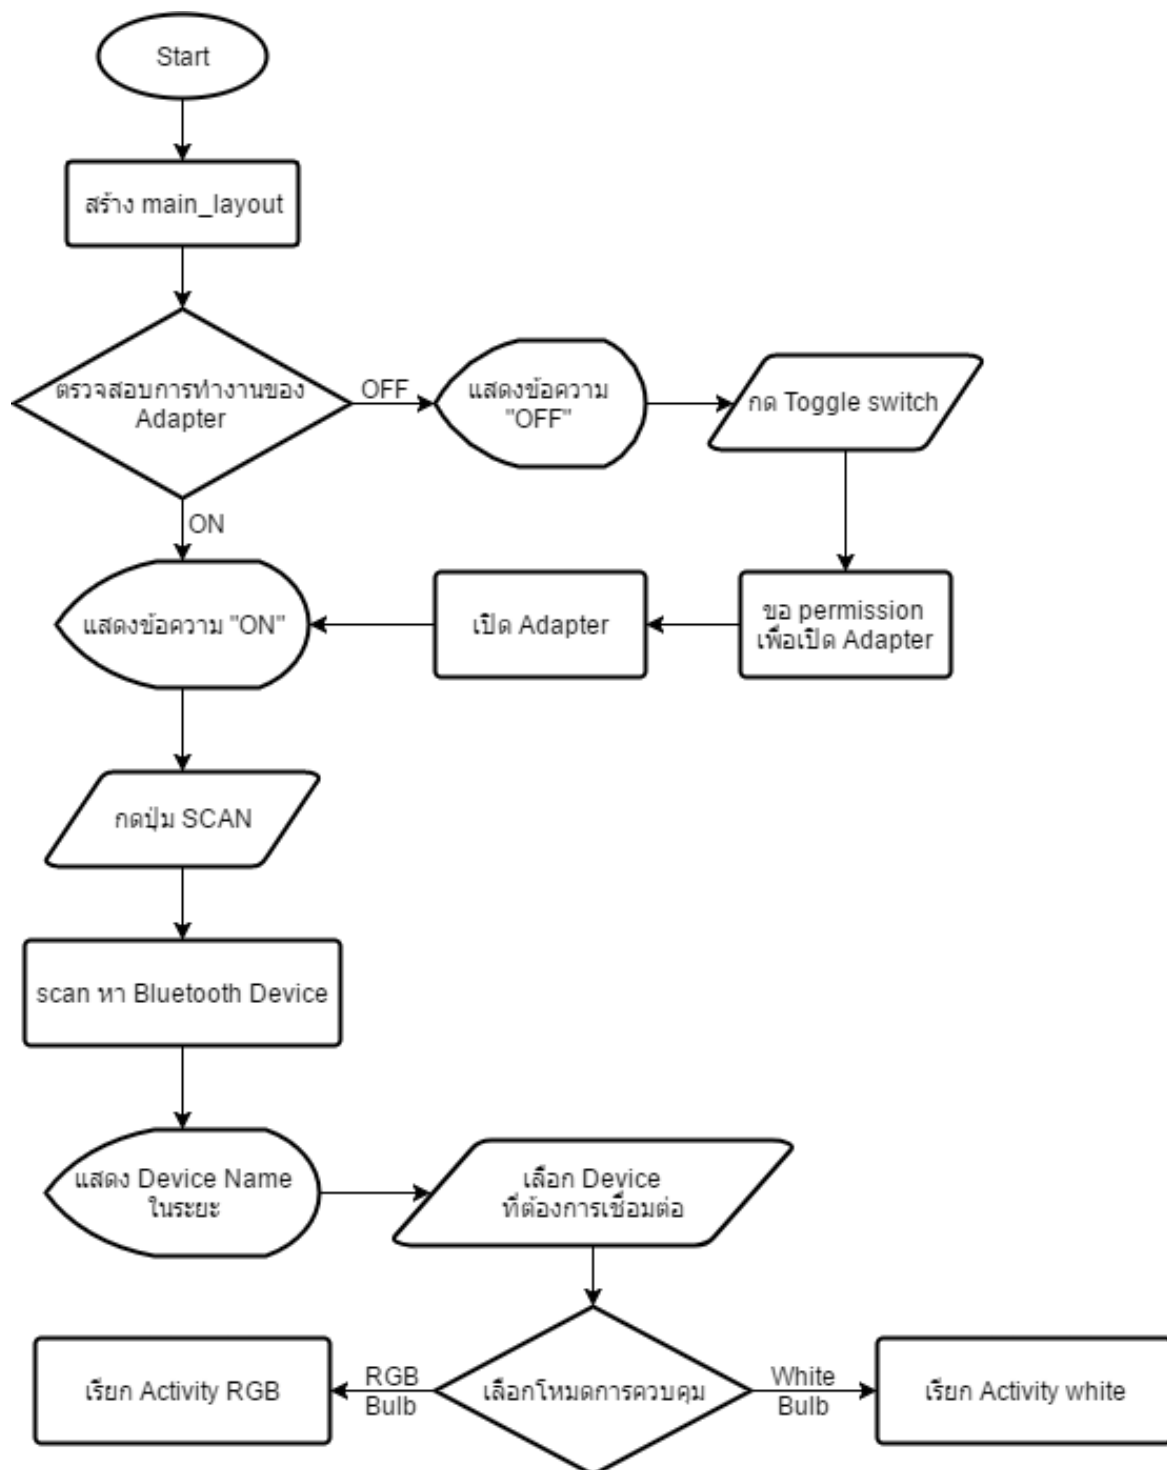 Start
สร้าง main_layout
ตรวจสอบการทำงานของ
Adapter
OFF
แสดงข้อความ
"OFF"
กด Toggle switch
ON
แสดงข้อความ "ON"
เปิด Adapter
ขอ permission
เพื่อเปิด Adapter
กดปุ่ม SCAN
scan หา Bluetooth Device
แสดง Device Name
ในระยะ
เลือก Device
ที่ต้องการเชื่อมต่อ
เรียก Activity RGB
RGB
Bulb
เลือกโหมดการควบคุม
White
Bulb
เรียก Activity white